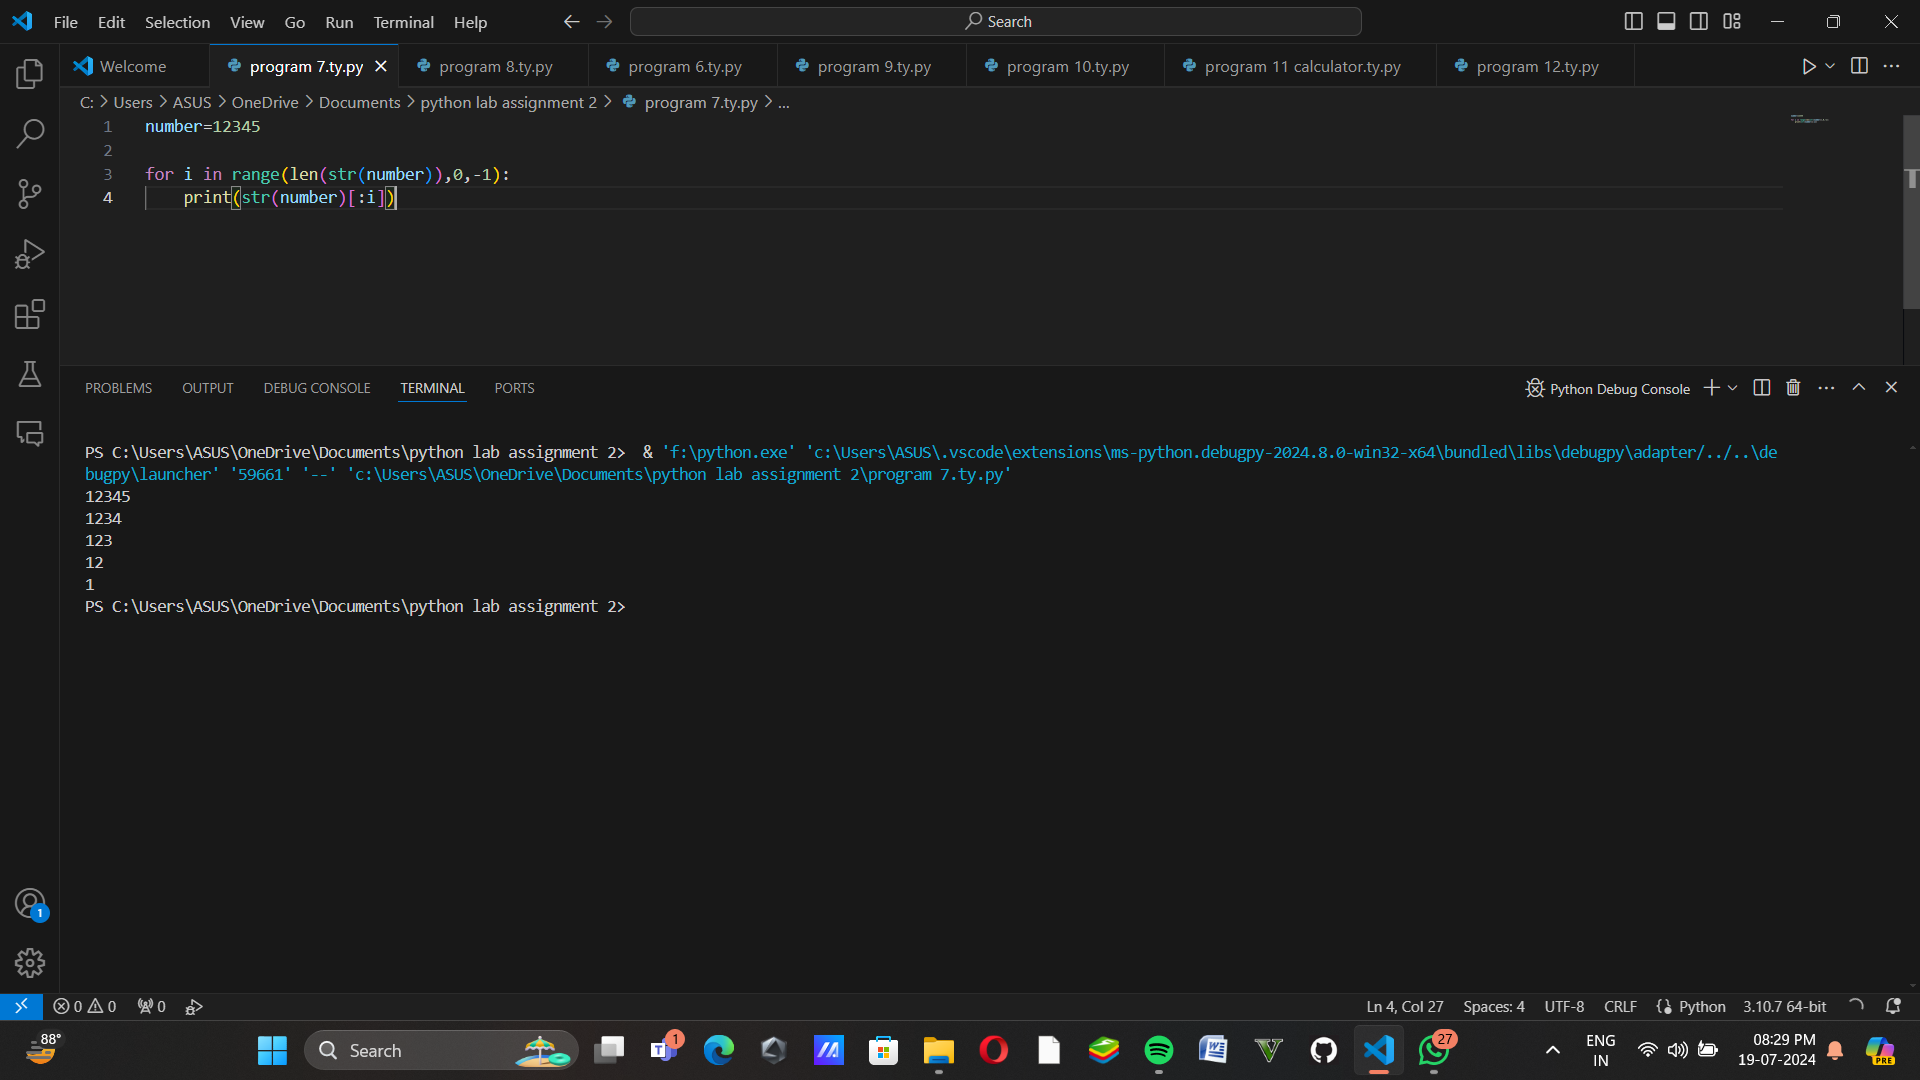 File Edit Selection View Go Run Terminal Help Search
Welcome program 7.ty.py program 8.ty.py program 6.ty.py program 9.ty.py program 10.ty.py program 11 calculator.ty.py program 12.ty.py
C: > Users > ASUS > OneDrive > Documents > python lab assignment 2 > program 7.ty.py > ...
1 number=12345
2
3 for i in range(len(str(number)),0,-1):
4 print(str(number)[:i])
PROBLEMS OUTPUT DEBUG CONSOLE TERMINAL PORTS Python Debug Console
PS C:\Users\ASUS\OneDrive\Documents\python lab assignment 2> & 'f:\python.exe' 'c:\Users\ASUS\.vscode\extensions\ms-python.debugpy-2024.8.0-win32-x64\bundled\libs\debugpy\adapter/../..\de
bugpy\launcher' '59661' '--' 'c:\Users\ASUS\OneDrive\Documents\python lab assignment 2\program 7.ty.py'
12345
1234
123
12
1
PS C:\Users\ASUS\OneDrive\Documents\python lab assignment 2>
1
0 0 0 Ln 4, Col 27 Spaces: 4 UTF-8 CRLF Python 3.10.7 64-bit
88° Search 1 27 ENG 08:29 PM
IN 19-07-2024 PRE